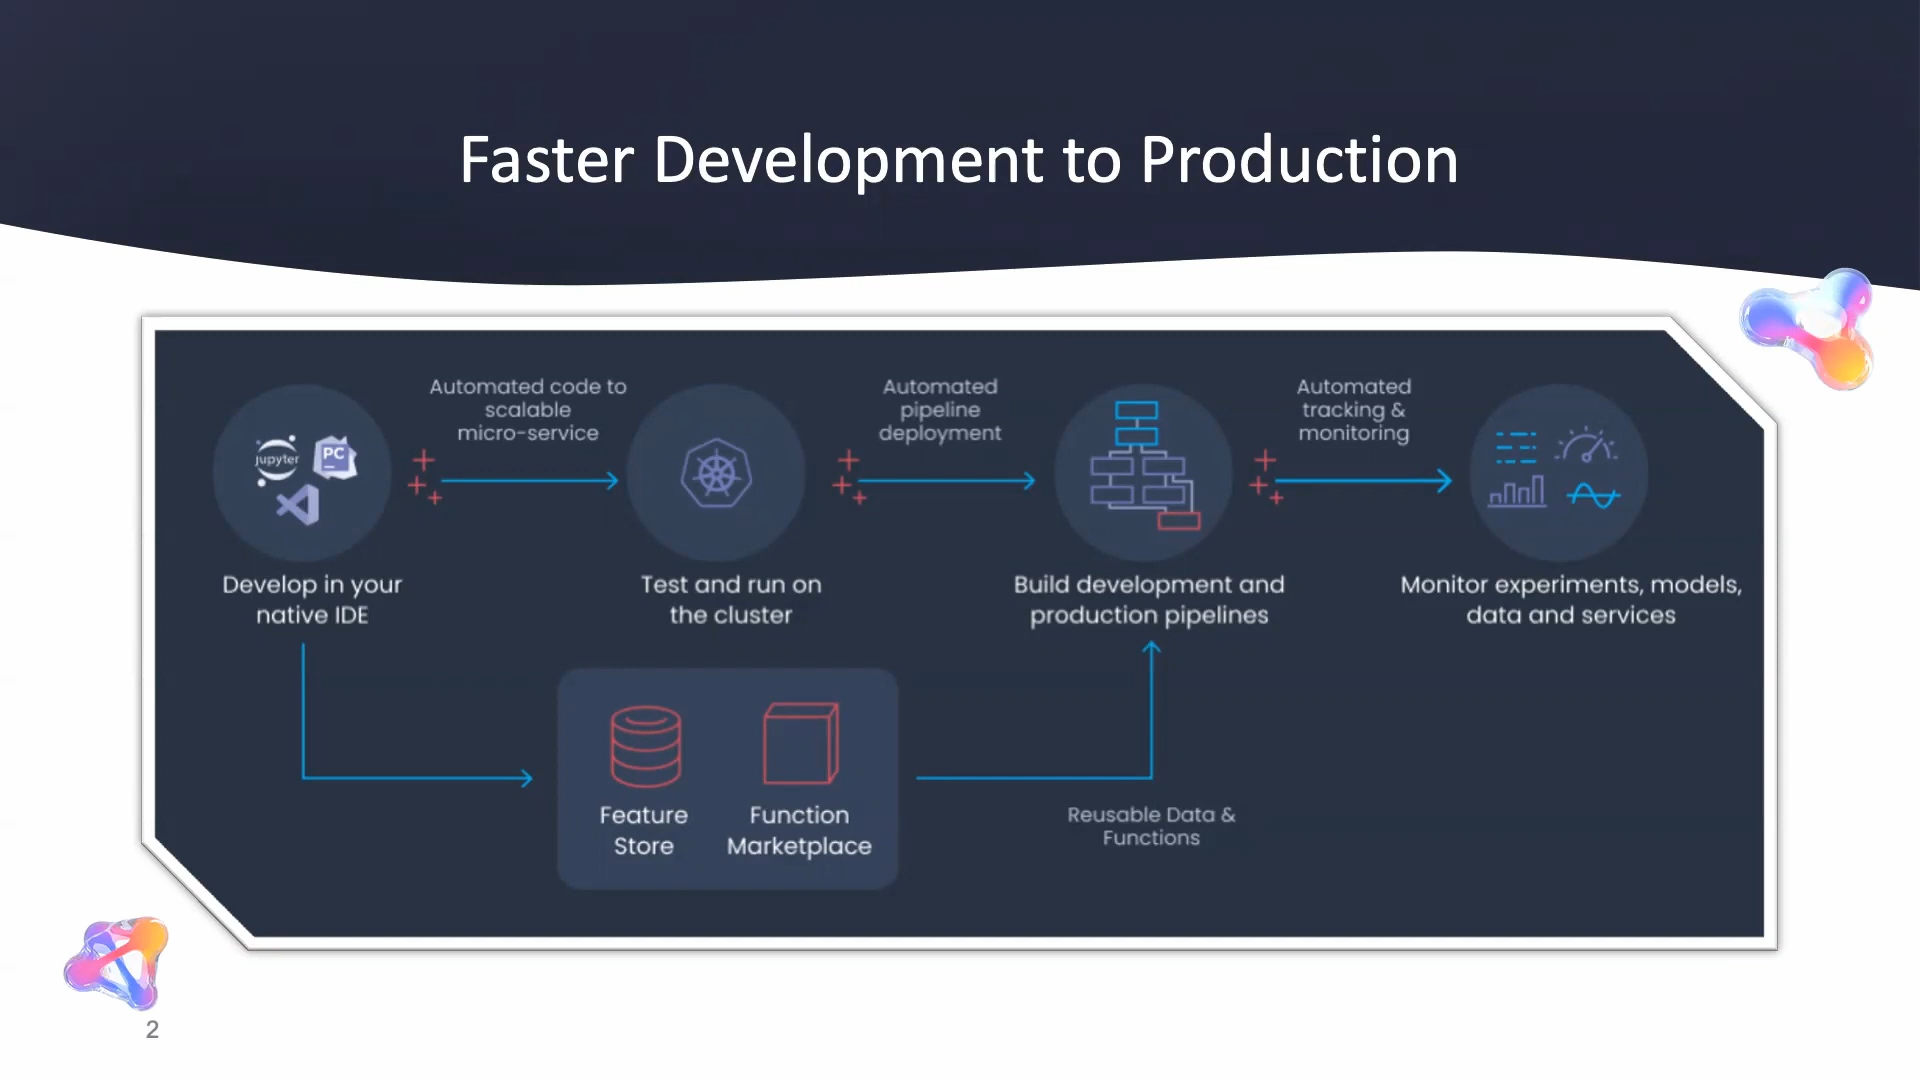 Faster Development to Production
Automated code to
scalable
micro-service
Automated
pipeline
deployment
Automated
tracking &
monitoring
jupyter
PC
Develop in your
native IDE
Test and run on
the cluster
Build development and
production pipelines
Monitor experiments, models,
data and services
Feature
Store
Function
Marketplace
Reusable Data &
Functions
2